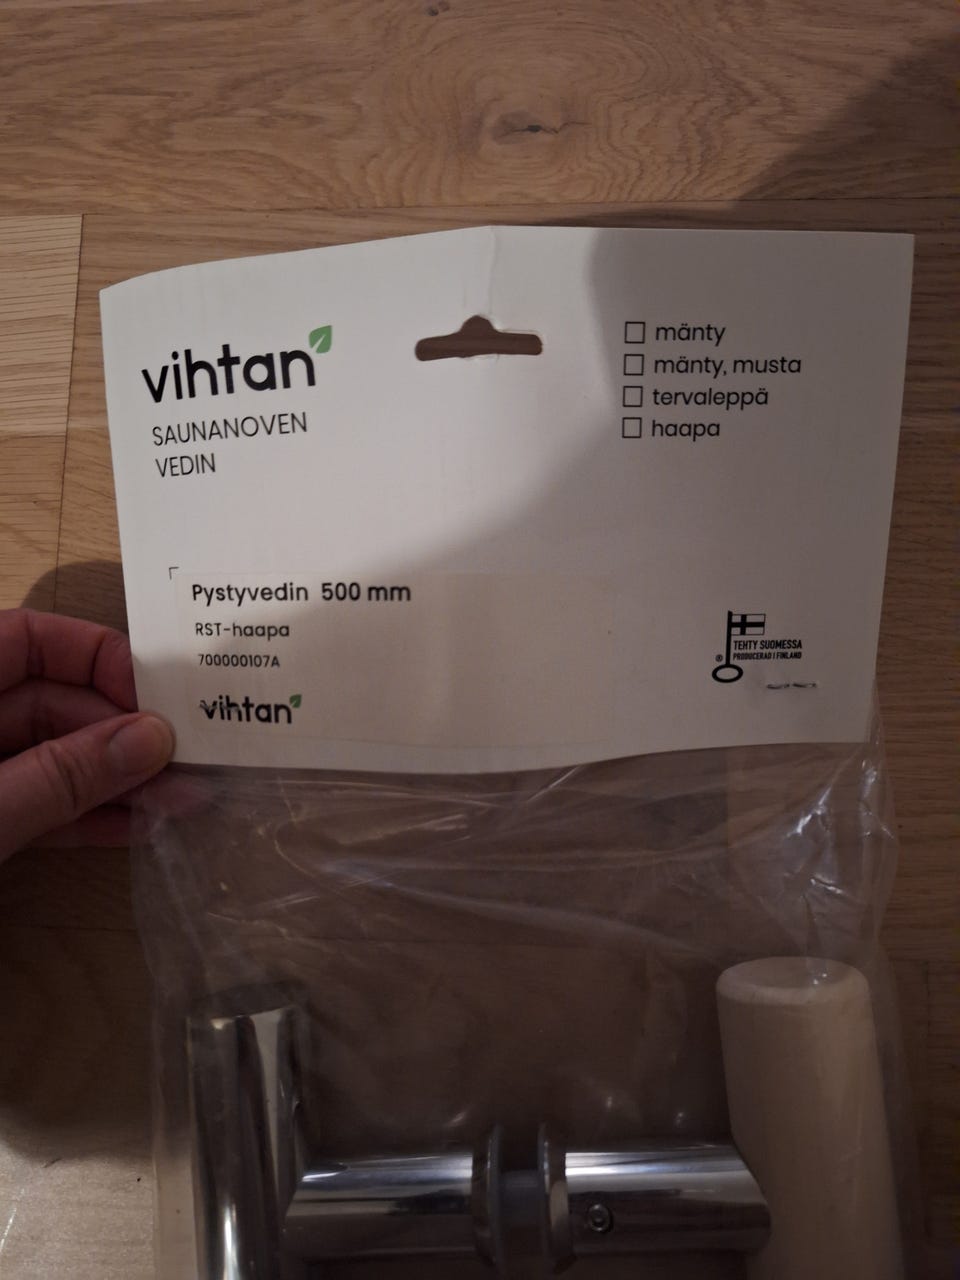 vihtan
SAUNANOVEN
VEDIN
mänty
mänty, musta
tervaleppä
haapa
Pystyvedin 500 mm
RST-haapa
700000107A
vihtan
TEHTY SUOMESSA
PRODUCERAD I FINLAND
®